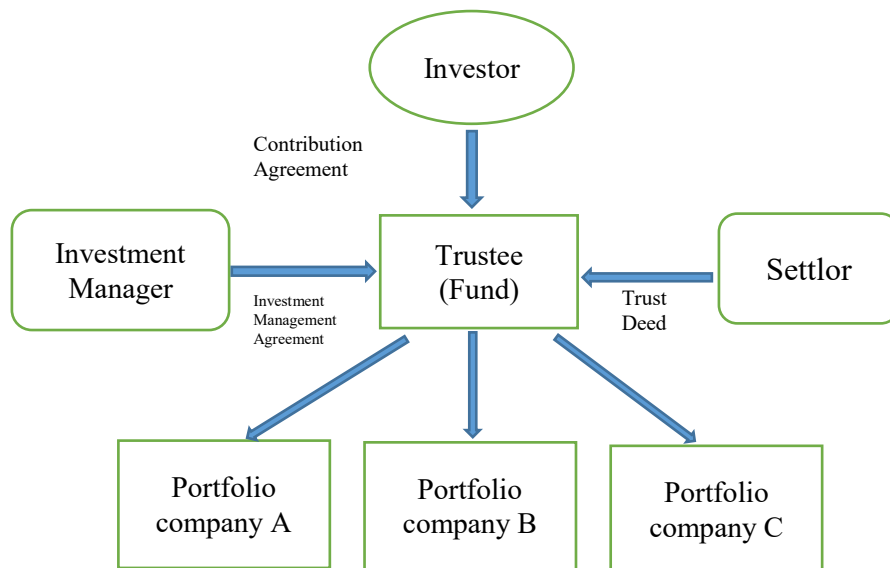 Investor
Contribution
Agreement
Investment
Manager
Investment
Management
Agreement
Trustee
(Fund)
Trust
Deed
Settlor
Portfolio
company A
Portfolio
company B
Portfolio
company C